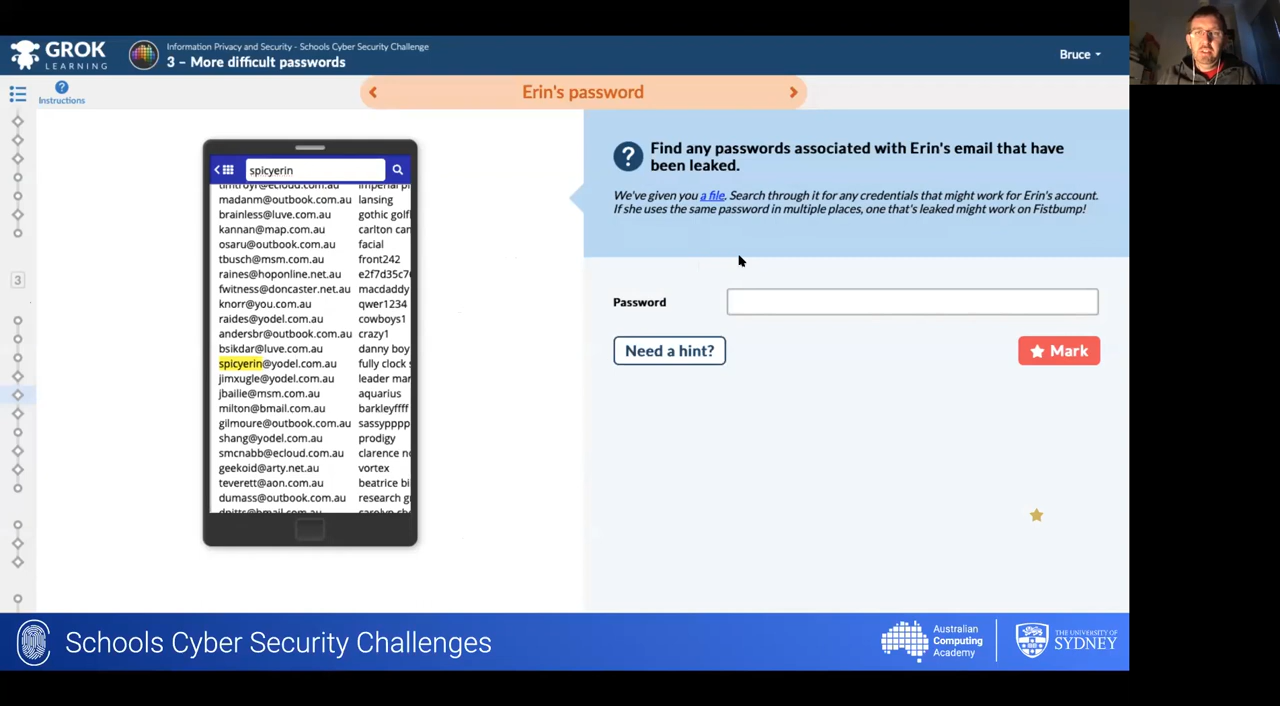 GROK
LEARNING
Information Privacy and Security - Schools Cyber Security Challenge
3 – More difficult passwords
Bruce
Instructions
Erin's password
3
spicyerin
madanm@outbook.com.au lansing
brainless@luve.com.au gothic golf
kannan@map.com.au carlton
osaru@outbook.com.au facial
tbusch@msm.com.au front242
raines@hoponline.net.au e2f7d35c7
fwitness@doncaster.net.au macdaddy
knorr@you.com.au qwer1234
raides@yodel.com.au cowboys1
andersbr@outbook.com.au crazy1
bsikdar@luve.com.au danny boy
spicyerin@yodel.com.au fully clock
jimxugle@yodel.com.au leader
jbailie@msm.com.au aquarius
milton@bmail.com.au barkleyffff
gilmoure@outbook.com.au sassypppp
shang@yodel.com.au prodigy
smcnabb@ecloud.com.au clarence
geekoid@arty.net.au vortex
teverett@aon.com.au beatrice
dumass@outbook.com.au research
? Find any passwords associated with Erin's email that have
been leaked.
We've given you a file. Search through it for any credentials that might work for Erin's account.
If she uses the same password in multiple places, one that's leaked might work on Fistbump!
Password
Need a hint?
Mark
Schools Cyber Security Challenges
Australian
Computing
Academy
THE UNIVERSITY OF
SYDNEY